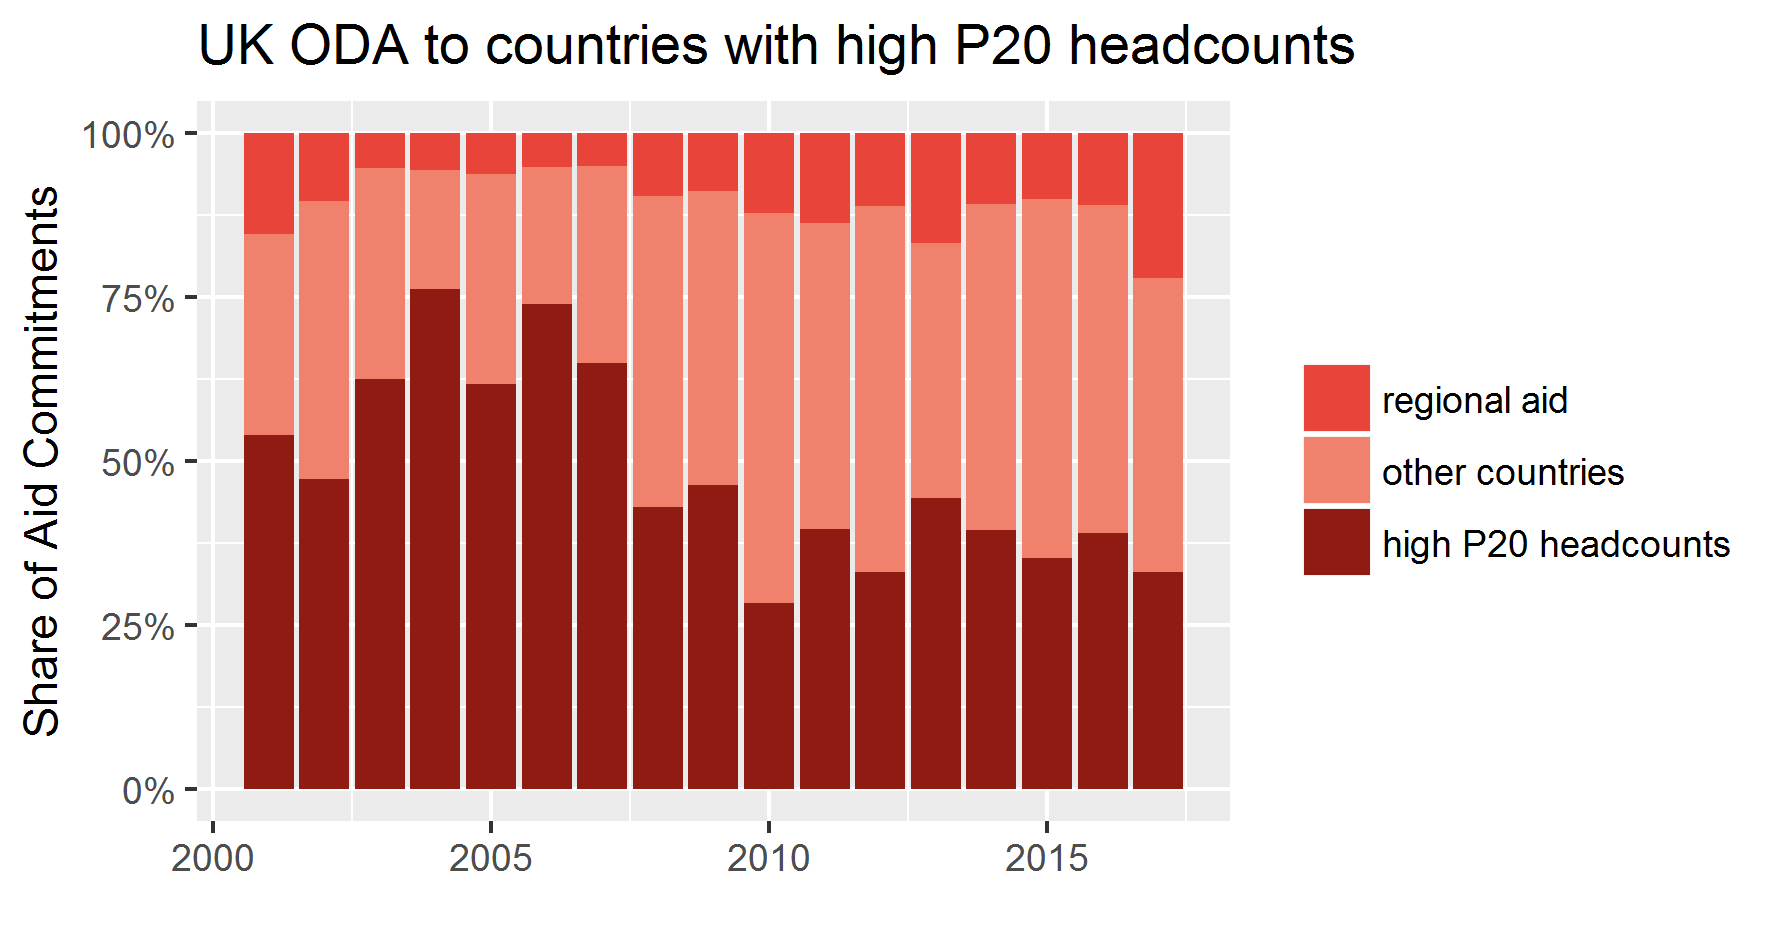 UK ODA to countries with high P20 headcounts
Share of Aid Commitments
100%
75%
50%
25%
0%
2000
2005
2010
2015
regional aid
other countries
high P20 headcounts